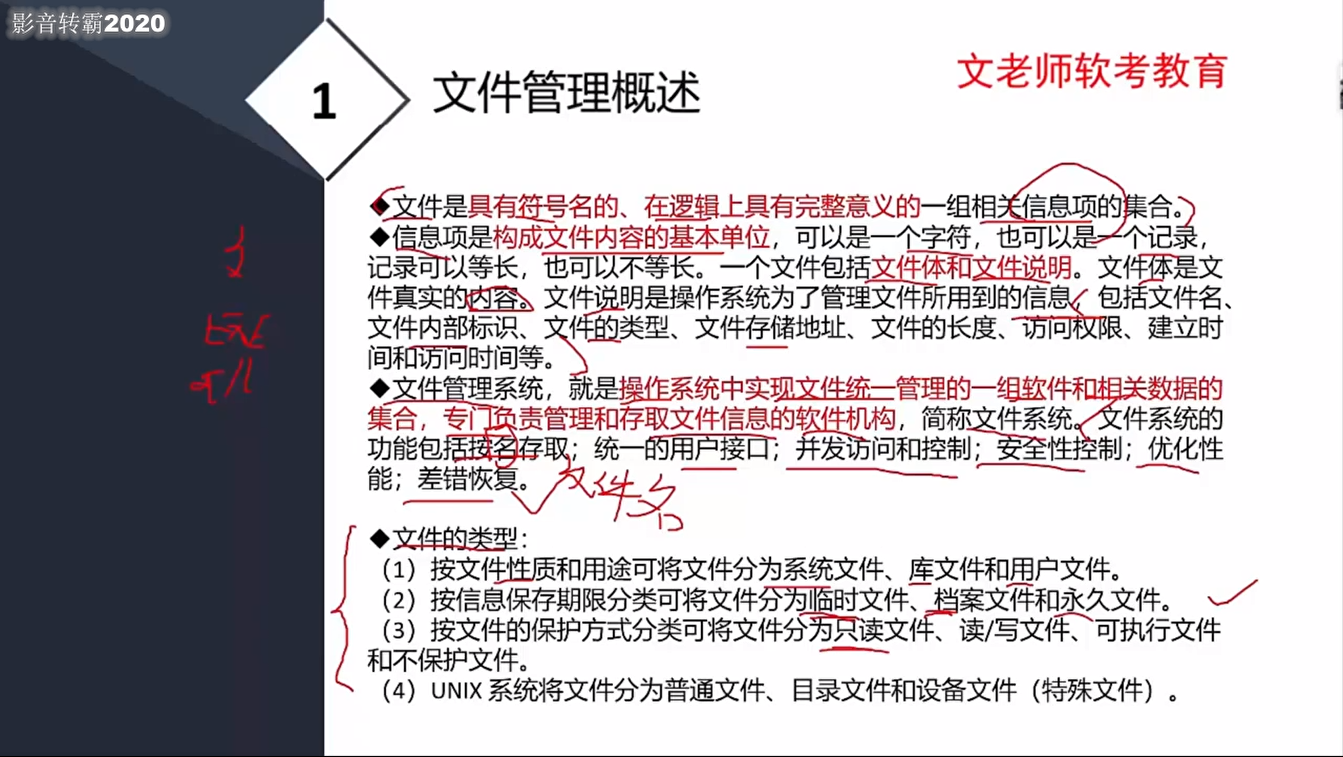 影音转霸2020
1
文件管理概述
文老师软考教育
◆文件是具有符号名的、在逻辑上具有完整意义的一组相关信息项的集合。
◆信息项是构成文件内容的基本单位，可以是一个字符，也可以是一个记录，
记录可以等长，也可以不等长。一个文件包括文件体和文件说明。文件体是文
件真实的内容。文件说明是操作系统为了管理文件所用到的信息，包括文件名、
文件内部标识、文件的类型、文件存储地址、文件的长度、访问权限、建立时
间和访问时间等。
◆文件管理系统，就是操作系统中实现文件统一管理的一组软件和相关数据的
集合，专门负责管理和存取文件信息的软件机构，简称文件系统。文件系统的
功能包括按名存取；统一的用户接口；并发访问和控制；安全性控制；优化性
能；差错恢复。
文件名
◆文件的类型：
（1）按文件性质和用途可将文件分为系统文件、库文件和用户文件。
（2）按信息保存期限分类可将文件分为临时文件、档案文件和永久文件。
（3）按文件的保护方式分类可将文件分为只读文件、读/写文件、可执行文件
和不保护文件。
（4）UNIX 系统将文件分为普通文件、目录文件和设备文件（特殊文件）。